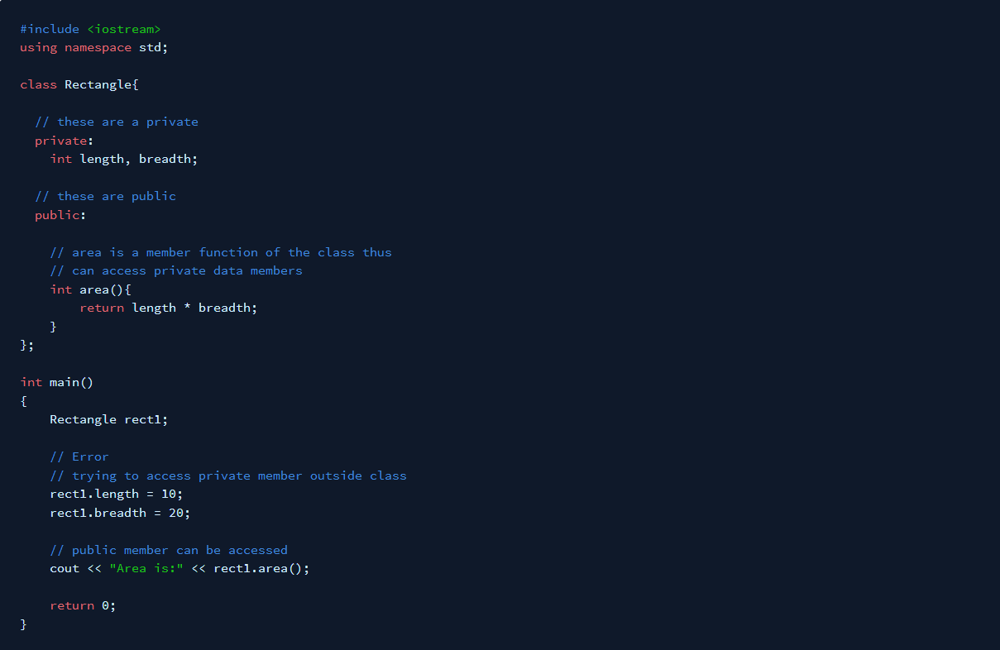 #include <iostream>
using namespace std;
class Rectangle{
// these are a private
private:
int length, breadth;
// these are public
public:
// area is a member function of the class thus
// can access private data members
int area(){
return length * breadth;
}
};
int main()
{
Rectangle rect1;
// Error
// trying to access private member outside class
rect1.length = 10;
rect1.breadth = 20;
// public member can be accessed
cout << "Area is:" << rect1.area();
return 0;
}